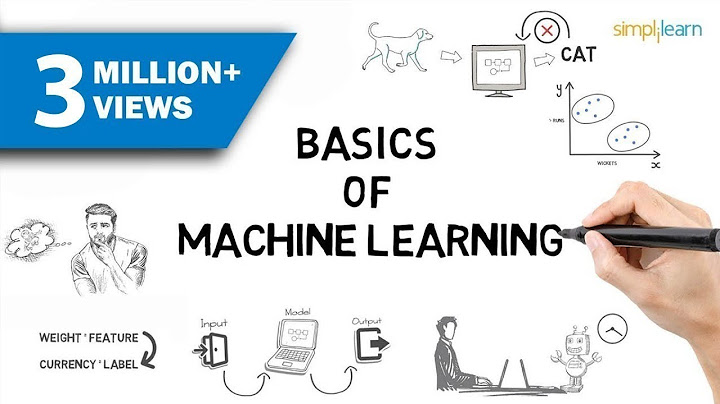 3 MILLION+
VIEWS
simplilearn
CAT
y
RUNS
WICKETS
x
BASICS
OF
MACHINE LEARNING
WEIGHT = FEATURE
CURRENCY = LABEL
Input
Model
Output